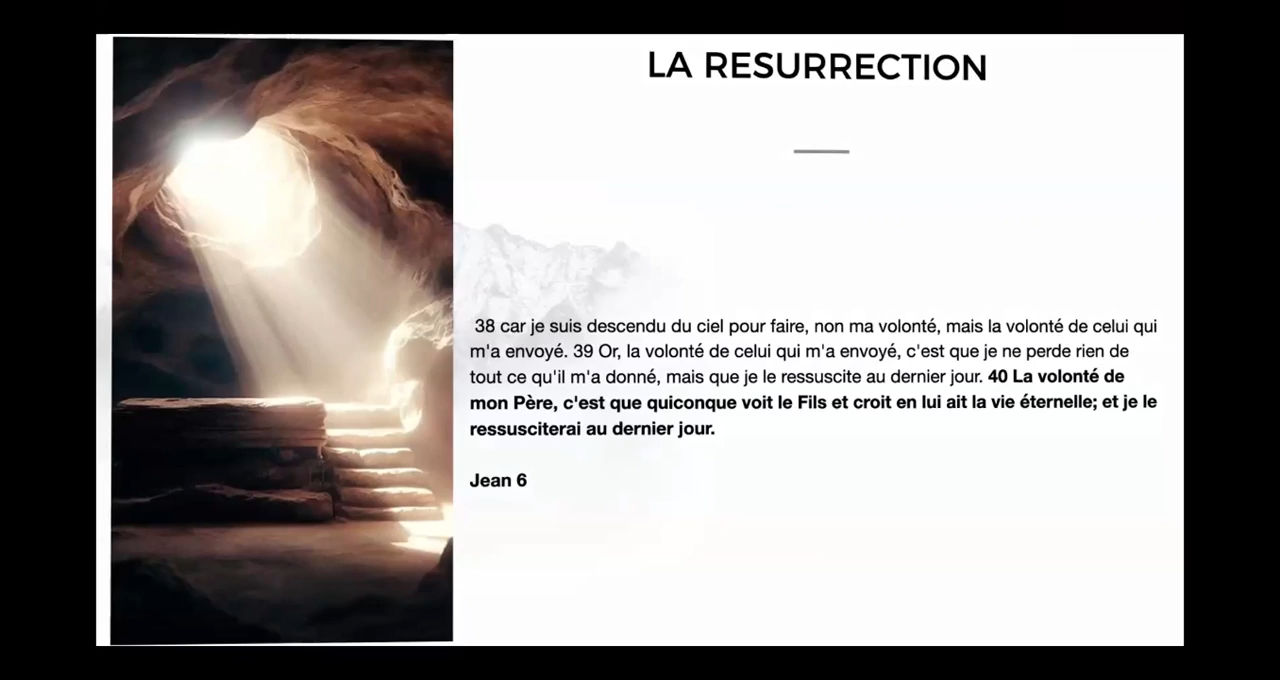 LA RESURRECTION
38 car je suis descendu du ciel pour faire, non ma volonté, mais la volonté de celui qui
m'a envoyé. 39 Or, la volonté de celui qui m'a envoyé, c'est que je ne perde rien de
tout ce qu'il m'a donné, mais que je le ressuscite au dernier jour. 40 La volonté de
mon Père, c'est que quiconque voit le Fils et croit en lui ait la vie éternelle; et je le
ressusciterai au dernier jour.
Jean 6